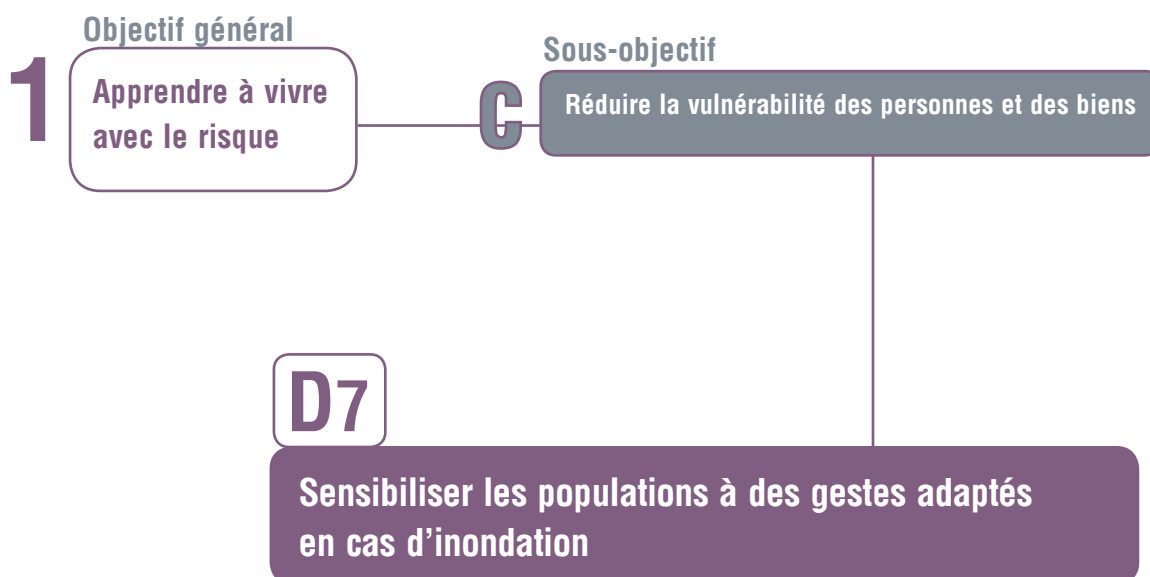 Objectif général
1
Apprendre à vivre
avec le risque
Sous-objectif
C
Réduire la vulnérabilité des personnes et des biens
D7
Sensibiliser les populations à des gestes adaptés
en cas d'inondation